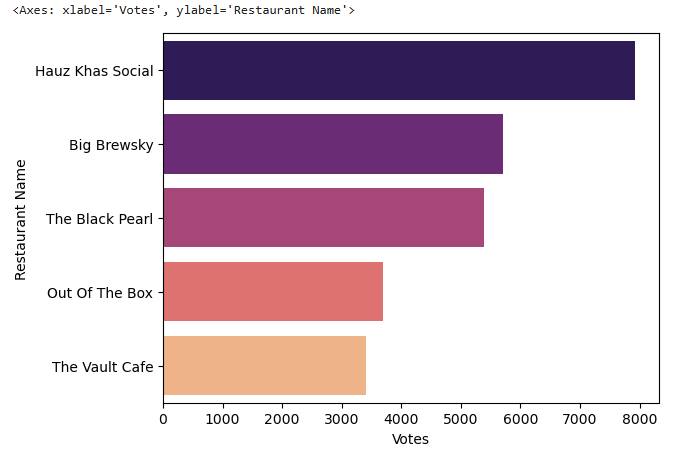 <Axes: xlabel='Votes', ylabel='Restaurant Name'>
Restaurant Name
Hauz Khas Social
Big Brewsky
The Black Pearl
Out Of The Box
The Vault Cafe
0 1000 2000 3000 4000 5000 6000 7000 8000
Votes